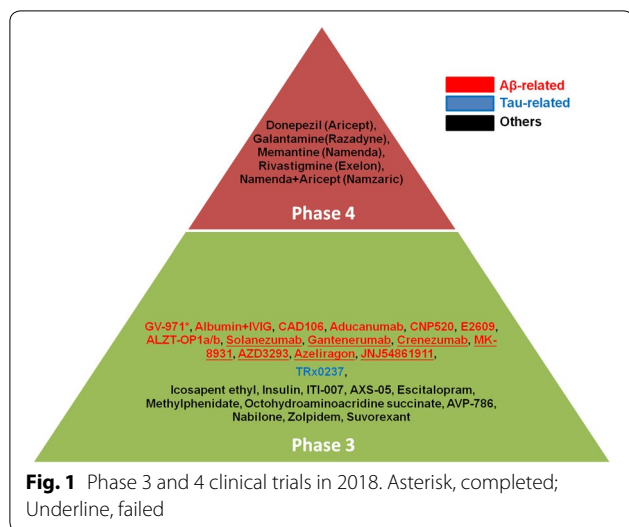 Aβ-related
Tau-related
Others
Donepezil (Aricept),
Galantamine(Razadyne),
Memantine (Namenda),
Rivastigmine (Exelon),
Namenda+Aricept (Namzaric)
Phase 4
GV-971*, Albumin+IVIG, CAD106, Aducanumab, CNP520, E2609,
ALZT-OP1a/b, Solanezumab, Gantenerumab, Crenezumab, MK-
8931, AZD3293, Azeliragon, JNJ54861911,
TRx0237,
Icosapent ethyl, Insulin, ITI-007, AXS-05, Escitalopram,
Methylphenidate, Octohydroaminoacridine succinate, AVP-786,
Nabilone, Zolpidem, Suvorexant
Phase 3
Fig. 1 Phase 3 and 4 clinical trials in 2018. Asterisk, completed;
Underline, failed